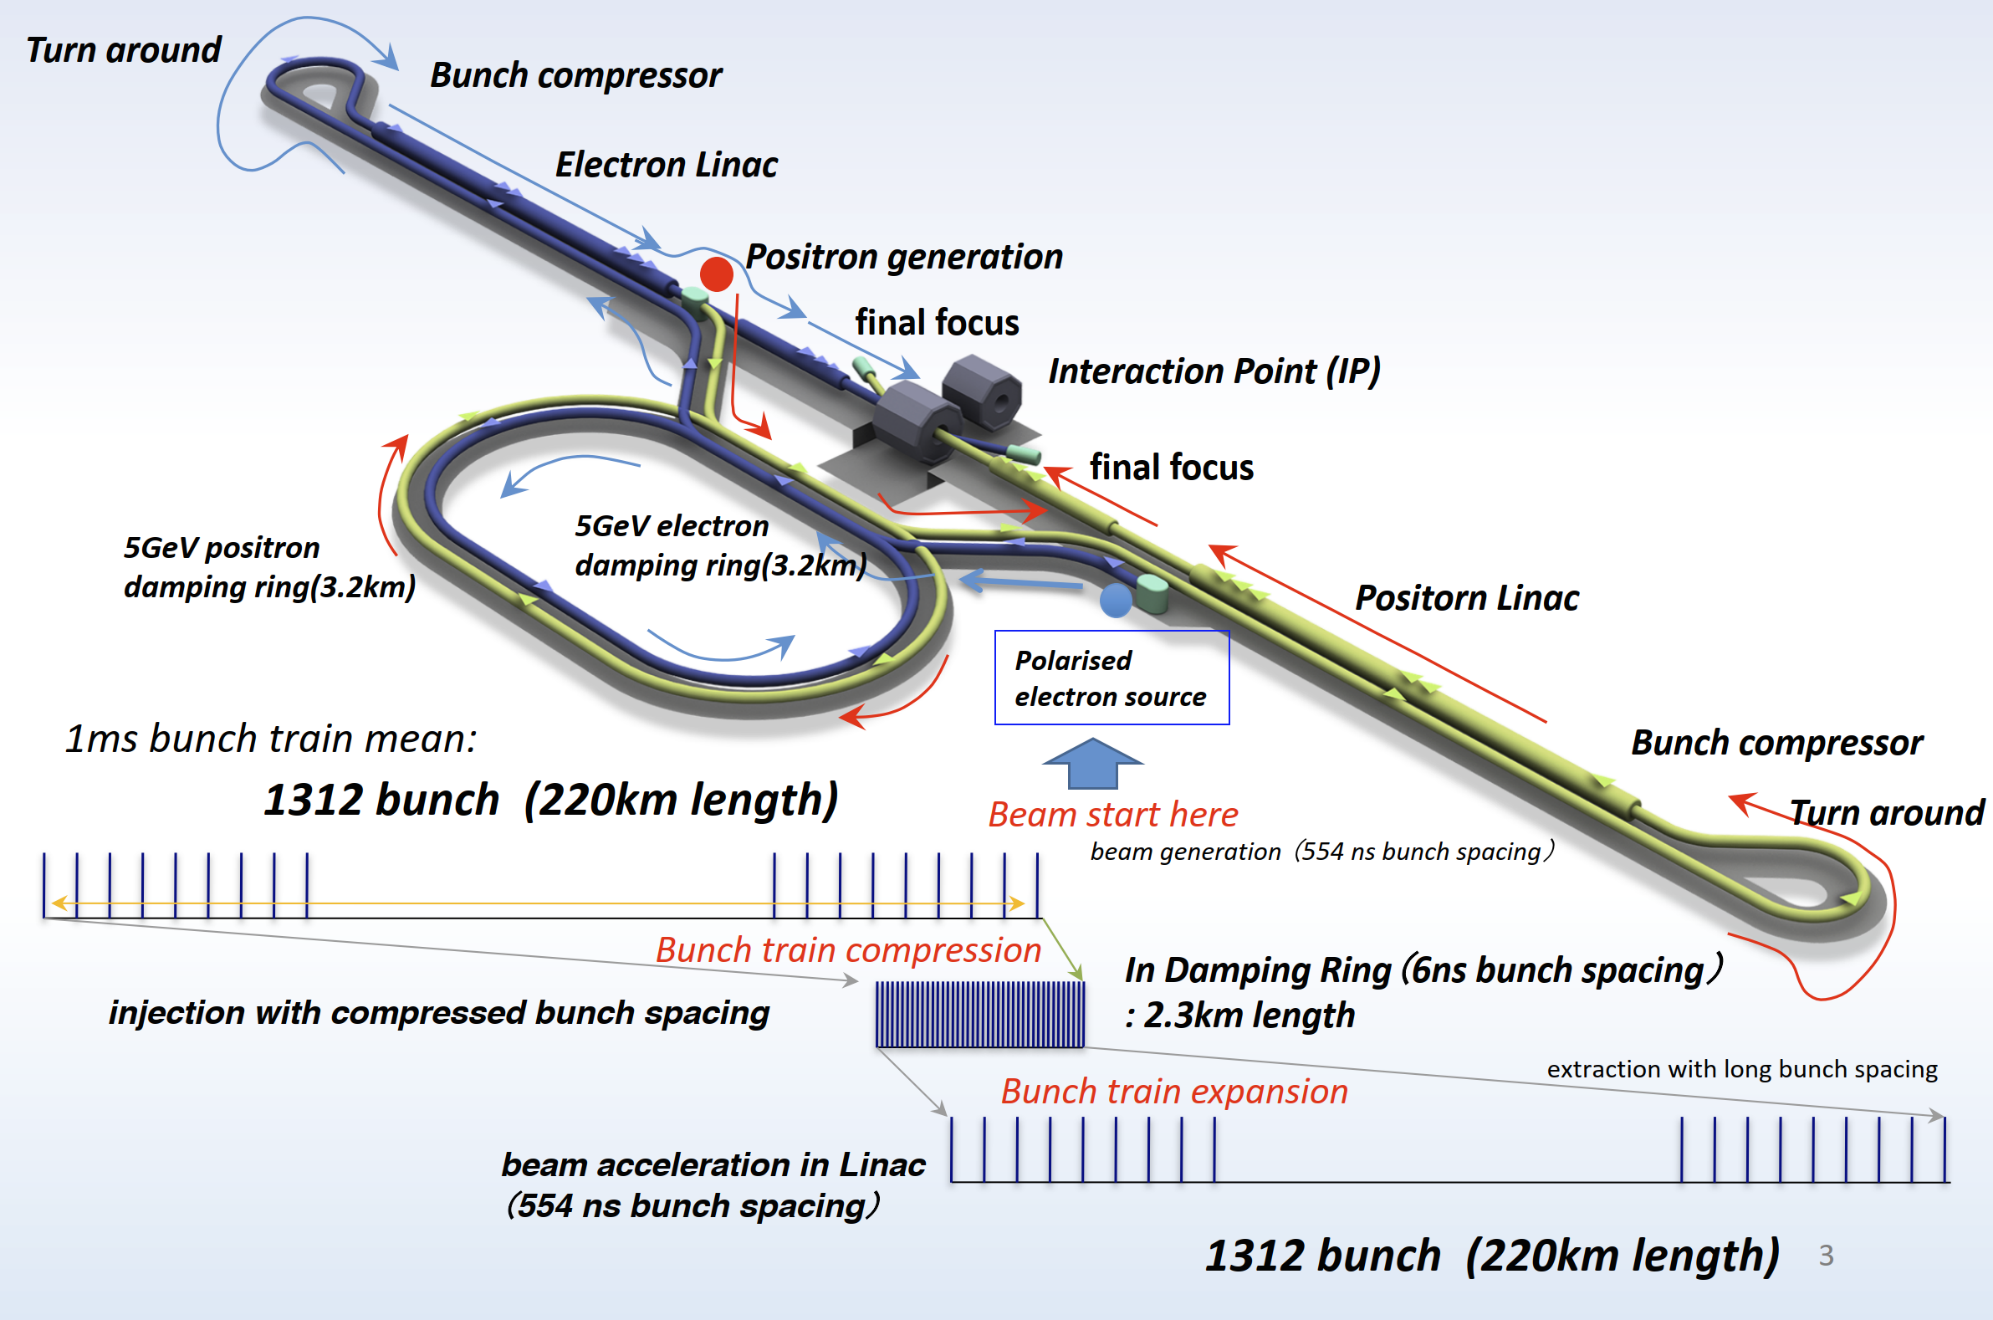 Turn around
Bunch compressor
Electron Linac
Positron generation
final focus
Interaction Point (IP)
final focus
5GeV electron
damping ring(3.2km)
5GeV positron
damping ring(3.2km)
Positorn Linac
Polarised
electron source
Bunch compressor
Turn around
1ms bunch train mean:
1312 bunch (220km length)
Beam start here
beam generation（554 ns bunch spacing）
Bunch train compression
In Damping Ring（6ns bunch spacing）
: 2.3km length
injection with compressed bunch spacing
extraction with long bunch spacing
Bunch train expansion
beam acceleration in Linac
（554 ns bunch spacing）
1312 bunch (220km length)
3